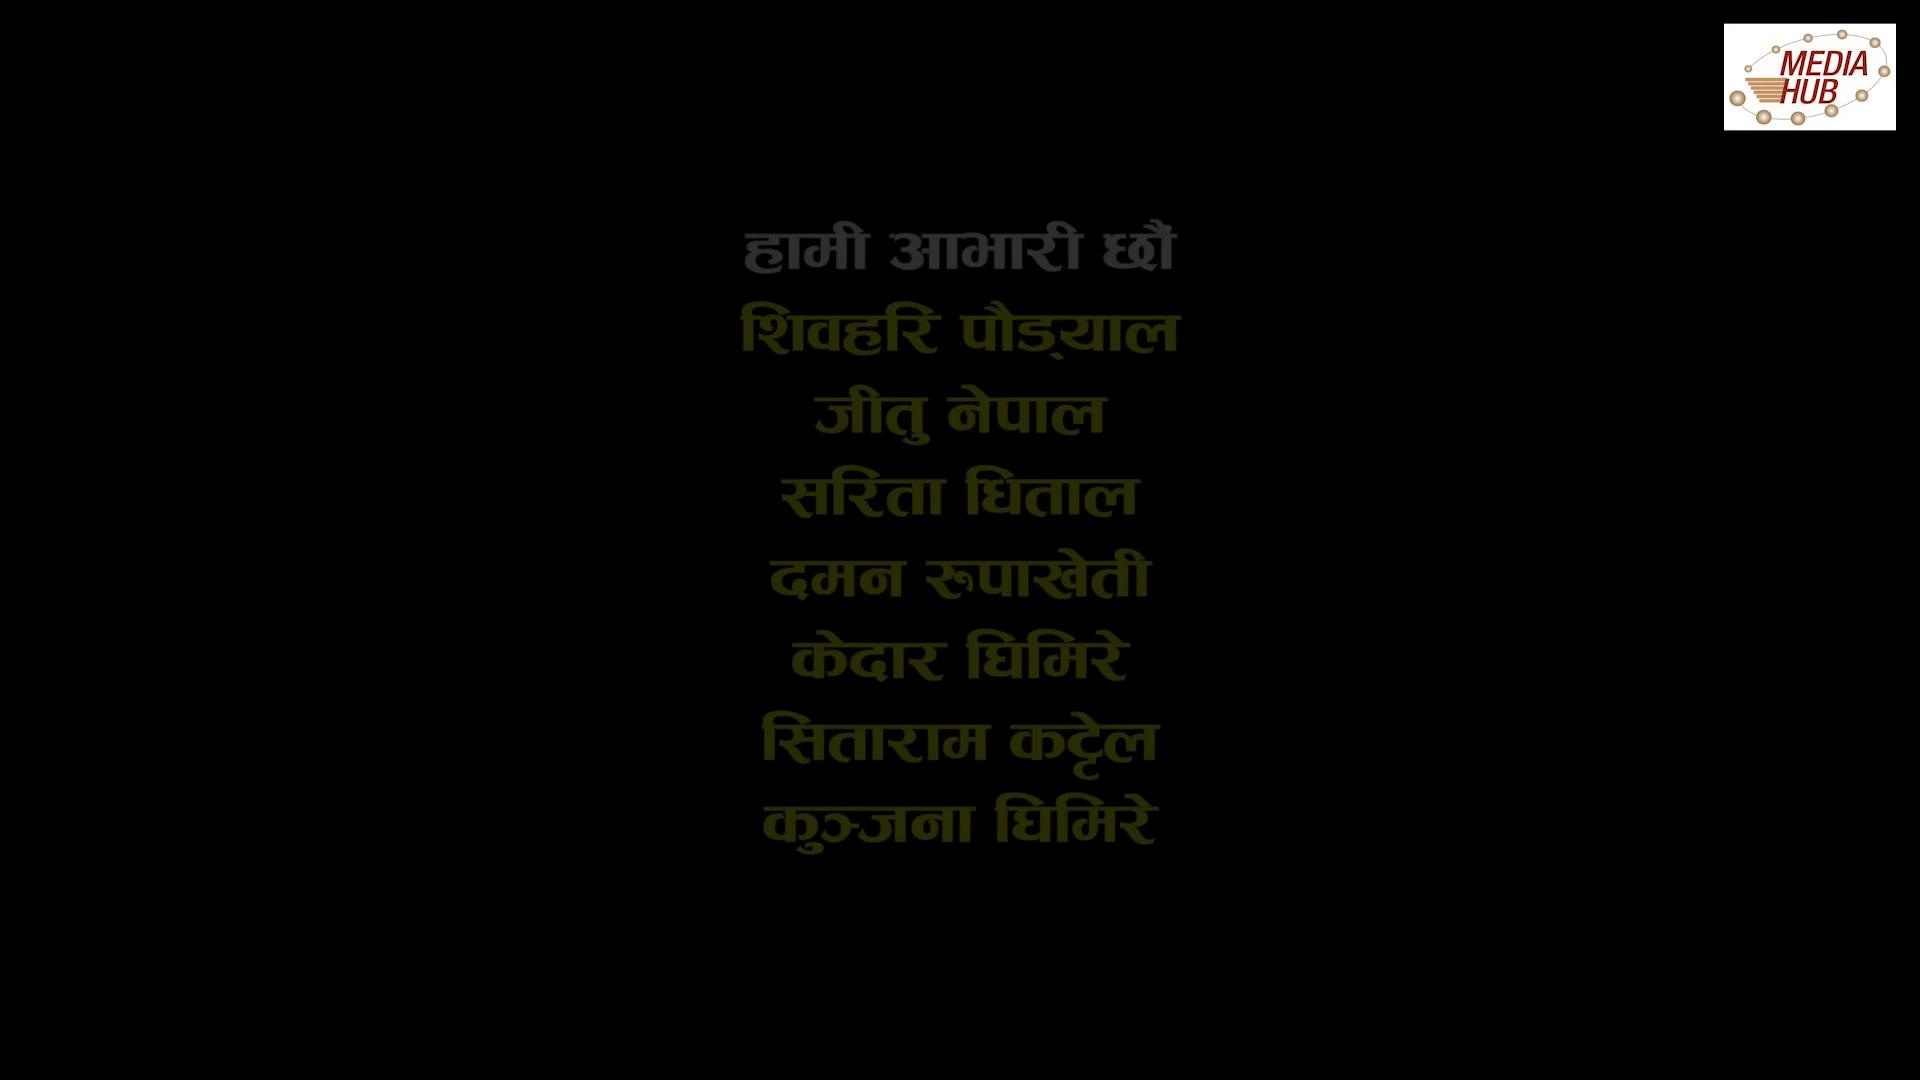 MEDIA
HUB
हामी आभारी छौं
शिवहरि पौड्याल
जीतु नेपाल
सरिता घिताल
दमन रुपाखेती
केदार घिमिरे
सिताराम कट्टेल
कुञ्जना घिमिरे